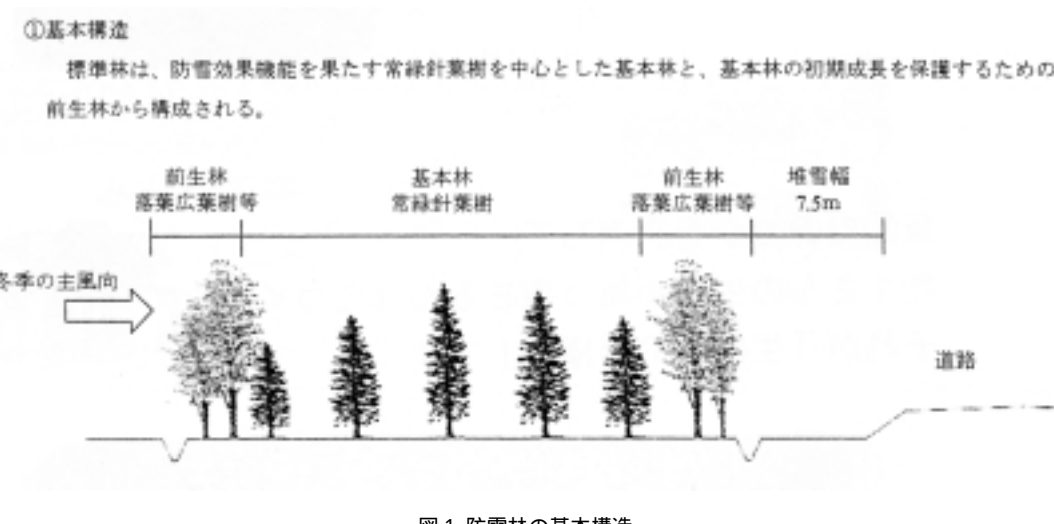 ①基本構造
標準林は、防雪効果機能を果たす常緑針葉樹を中心とした基本林と、基本林の初期成長を保護するための
前生林から構成される。
前生林 基本林 前生林 堆雪幅
落葉広葉樹等 常緑針葉樹 落葉広葉樹等 7.5m
冬季の主風向
道路
図1 防雪林の基本構造